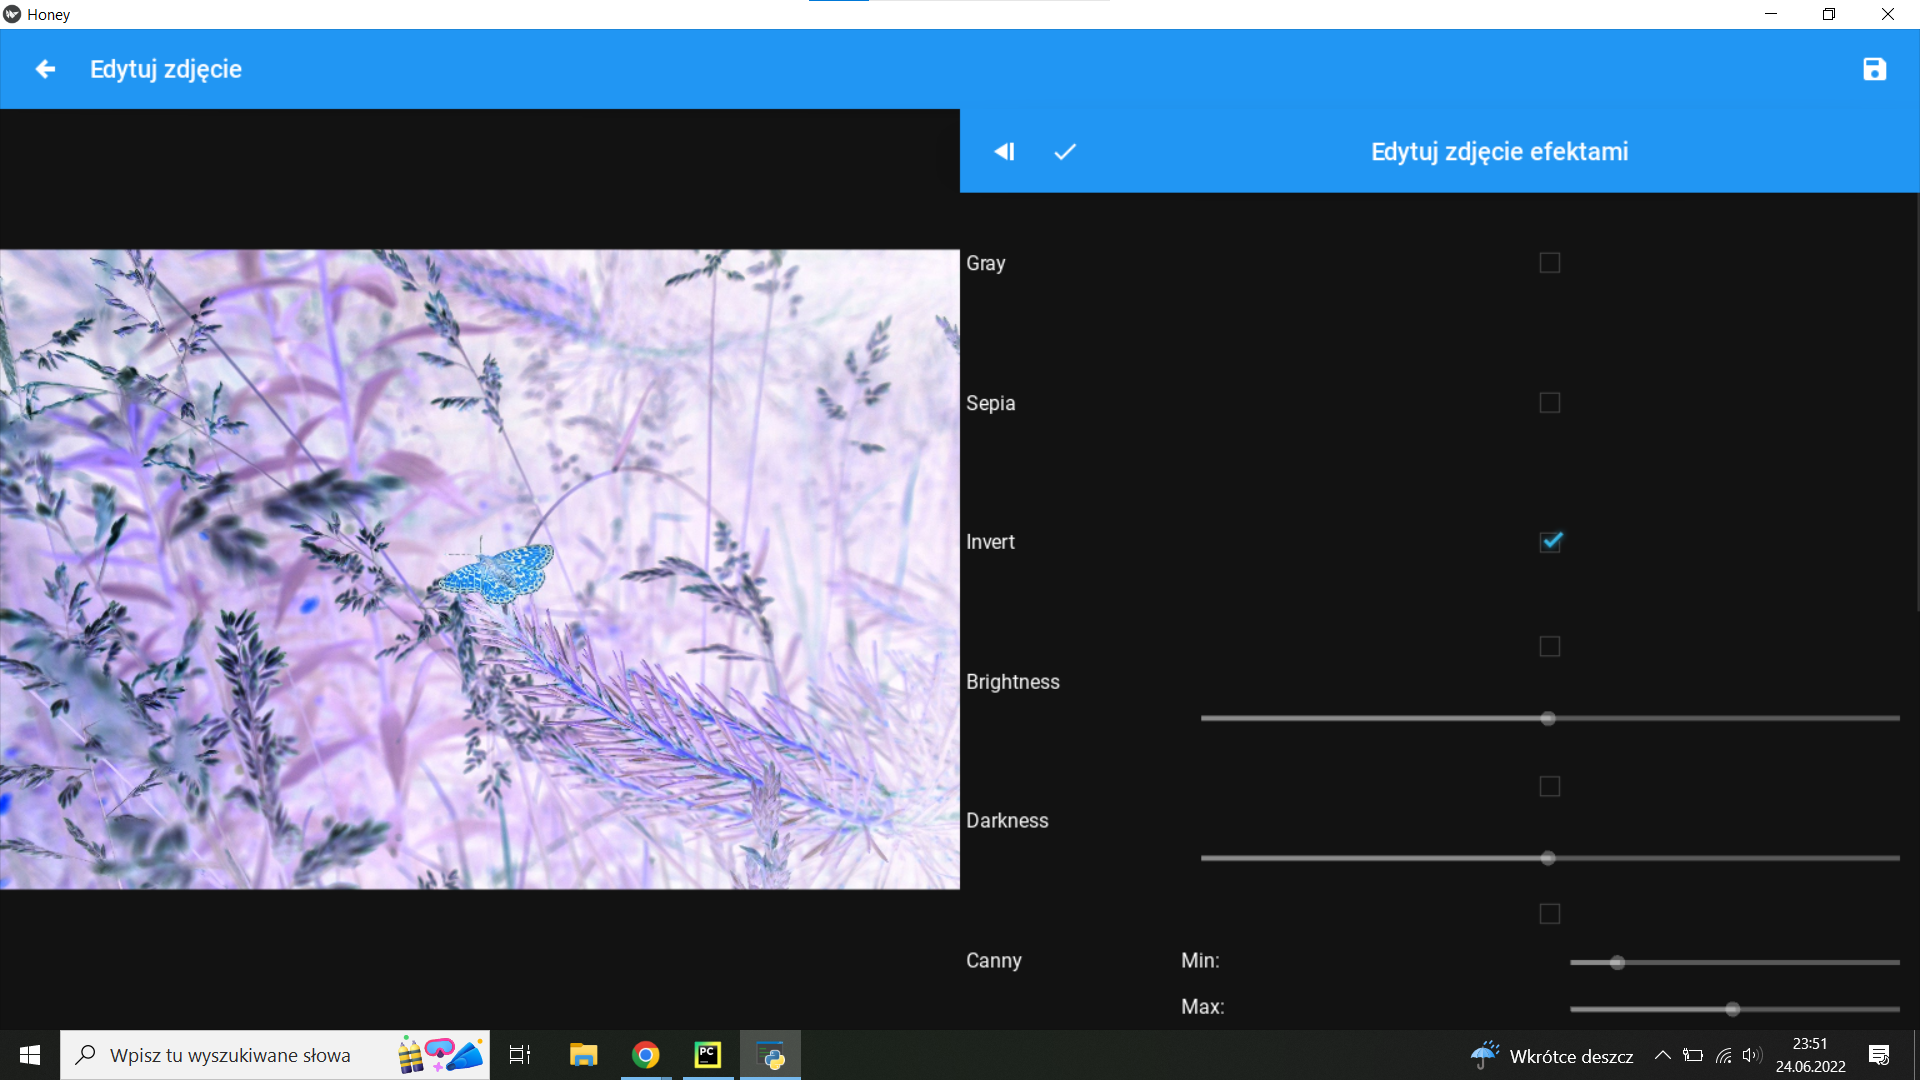 Honey
Edytuj zdjęcie
Edytuj zdjęcie efektami
Gray
Sepia
Invert
Brightness
Darkness
Canny
Min:
Max:
Wpisz tu wyszukiwane słowa
PC
Wkrótce deszcz
23:51
24.06.2022